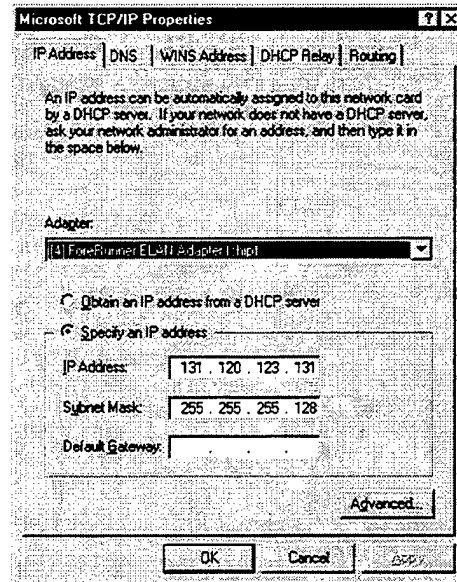 Microsoft TCP/IP Properties
? X
IP Address DNS WINS Address DHCP Relay Routing
An IP address can be automatically assigned to this network card
by a DHCP server. If your network does not have a DHCP server,
ask your network administrator for an address, and then type it in
the space below.
Adapter:
[4] ForeRunner ELAN Adapter (chip)
Obtain an IP address from a DHCP server
Specify an IP address
IP Address: 131 . 120 . 123 . 131
Subnet Mask: 255 . 255 . 255 . 128
Default Gateway: . . .
Advanced...
OK Cancel Apply